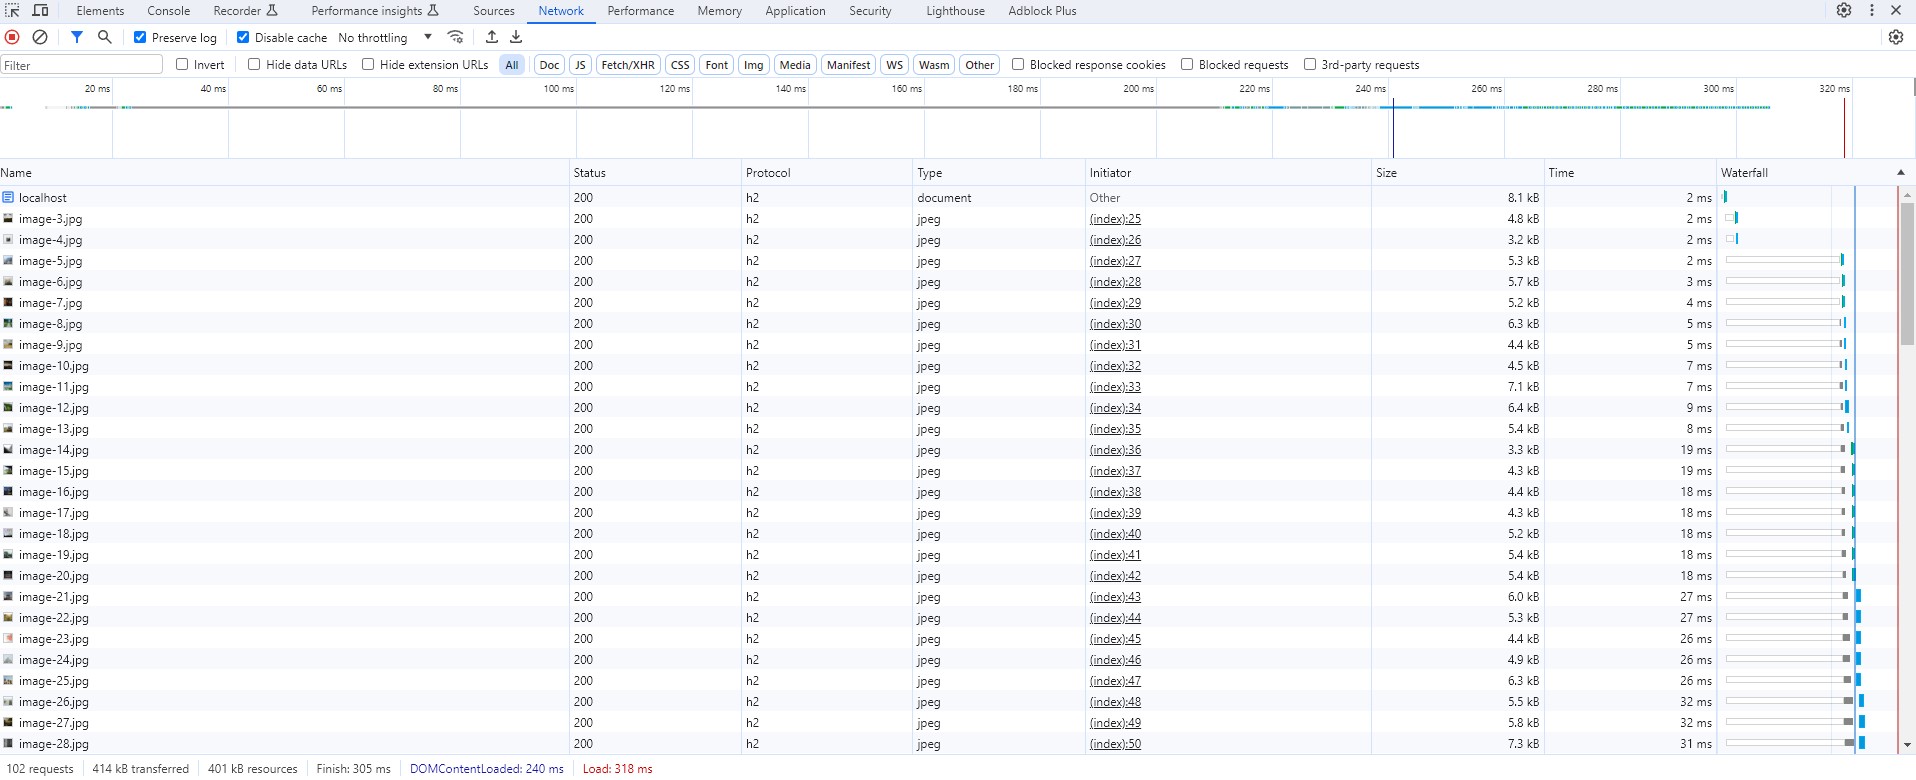 Elements Console Recorder Performance insights Sources Network Performance Memory Application Security Lighthouse Adblock Plus
Preserve log Disable cache No throttling
Filter Invert Hide data URLs Hide extension URLs All Doc JS Fetch/XHR CSS Font Img Media Manifest WS Wasm Other Blocked response cookies Blocked requests 3rd-party requests
20 ms 40 ms 60 ms 80 ms 100 ms 120 ms 140 ms 160 ms 180 ms 200 ms 220 ms 240 ms 260 ms 280 ms 300 ms 320 ms
Name Status Protocol Type Initiator Size Time Waterfall
localhost 200 h2 document Other 8.1 kB 2 ms
image-3.jpg 200 h2 jpeg (index):25 4.8 kB 2 ms
image-4.jpg 200 h2 jpeg (index):26 3.2 kB 2 ms
image-5.jpg 200 h2 jpeg (index):27 5.3 kB 2 ms
image-6.jpg 200 h2 jpeg (index):28 5.7 kB 3 ms
image-7.jpg 200 h2 jpeg (index):29 5.2 kB 4 ms
image-8.jpg 200 h2 jpeg (index):30 6.3 kB 5 ms
image-9.jpg 200 h2 jpeg (index):31 4.4 kB 5 ms
image-10.jpg 200 h2 jpeg (index):32 4.5 kB 7 ms
image-11.jpg 200 h2 jpeg (index):33 7.1 kB 7 ms
image-12.jpg 200 h2 jpeg (index):34 6.4 kB 9 ms
image-13.jpg 200 h2 jpeg (index):35 5.4 kB 8 ms
image-14.jpg 200 h2 jpeg (index):36 3.3 kB 19 ms
image-15.jpg 200 h2 jpeg (index):37 4.3 kB 19 ms
image-16.jpg 200 h2 jpeg (index):38 4.4 kB 18 ms
image-17.jpg 200 h2 jpeg (index):39 4.3 kB 18 ms
image-18.jpg 200 h2 jpeg (index):40 5.2 kB 18 ms
image-19.jpg 200 h2 jpeg (index):41 5.4 kB 18 ms
image-20.jpg 200 h2 jpeg (index):42 5.4 kB 18 ms
image-21.jpg 200 h2 jpeg (index):43 6.0 kB 27 ms
image-22.jpg 200 h2 jpeg (index):44 5.3 kB 27 ms
image-23.jpg 200 h2 jpeg (index):45 4.4 kB 26 ms
image-24.jpg 200 h2 jpeg (index):46 4.9 kB 26 ms
image-25.jpg 200 h2 jpeg (index):47 6.3 kB 26 ms
image-26.jpg 200 h2 jpeg (index):48 5.5 kB 32 ms
image-27.jpg 200 h2 jpeg (index):49 5.8 kB 32 ms
image-28.jpg 200 h2 jpeg (index):50 7.3 kB 31 ms
102 requests 414 kB transferred 401 kB resources Finish: 305 ms DOMContentLoaded: 240 ms Load: 318 ms